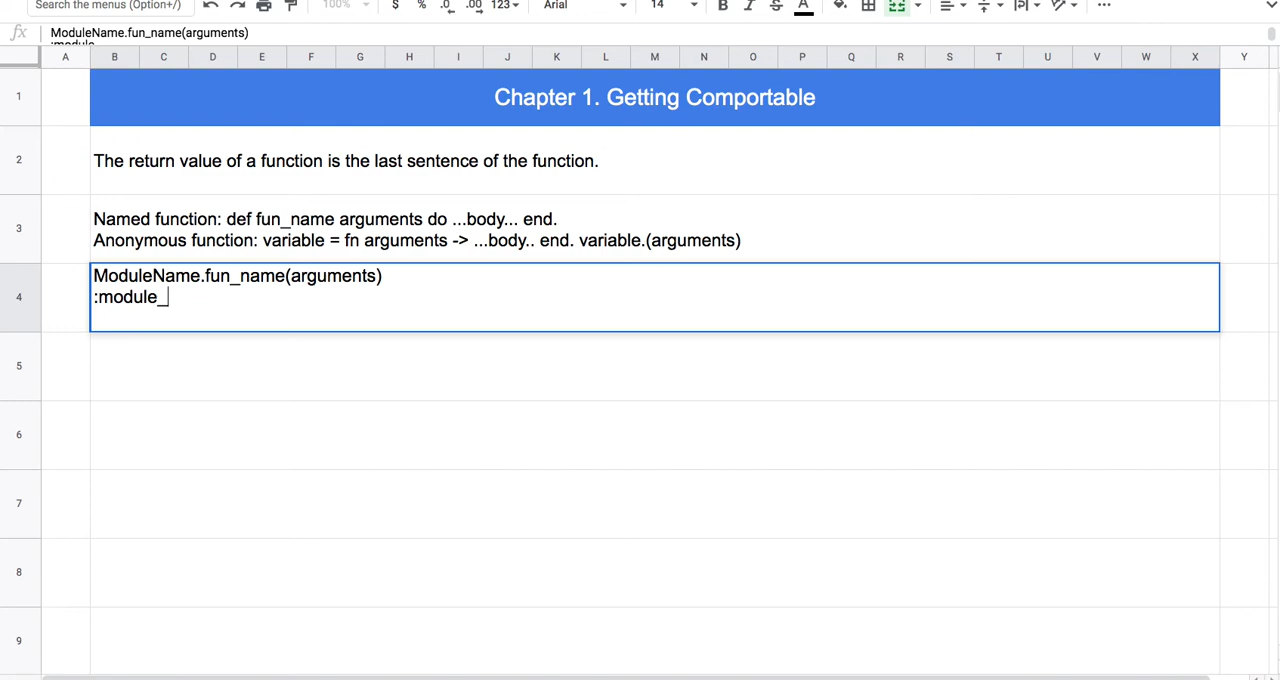 Search the menus (Option+/)
100%
$ % .0 .00 123
Arial
14
B I S A
fx ModuleName.fun_name(arguments)
:module
A B C D E F G H I J K L M N O P Q R S T U V W X Y
1 Chapter 1. Getting Comportable
2 The return value of a function is the last sentence of the function.
3 Named function: def fun_name arguments do ...body... end.
Anonymous function: variable = fn arguments -> ...body.. end. variable.(arguments)
4 ModuleName.fun_name(arguments)
:module_
5
6
7
8
9